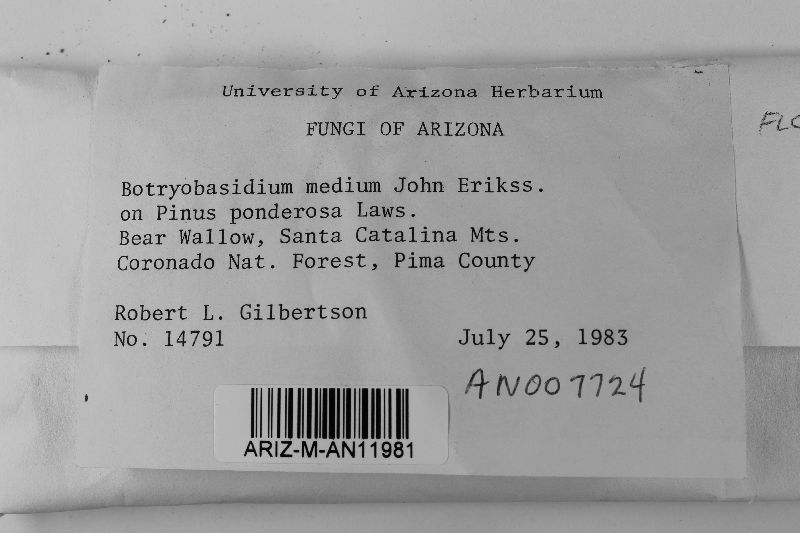 University of Arizona Herbarium
FUNGI OF ARIZONA
Botryobasidium medium John Erikss.
on Pinus ponderosa Laws.
Bear Wallow, Santa Catalina Mts.
Coronado Nat. Forest, Pima County
Robert L. Gilbertson
No. 14791 July 25, 1983
AN007724
ARIZ-M-AN11981